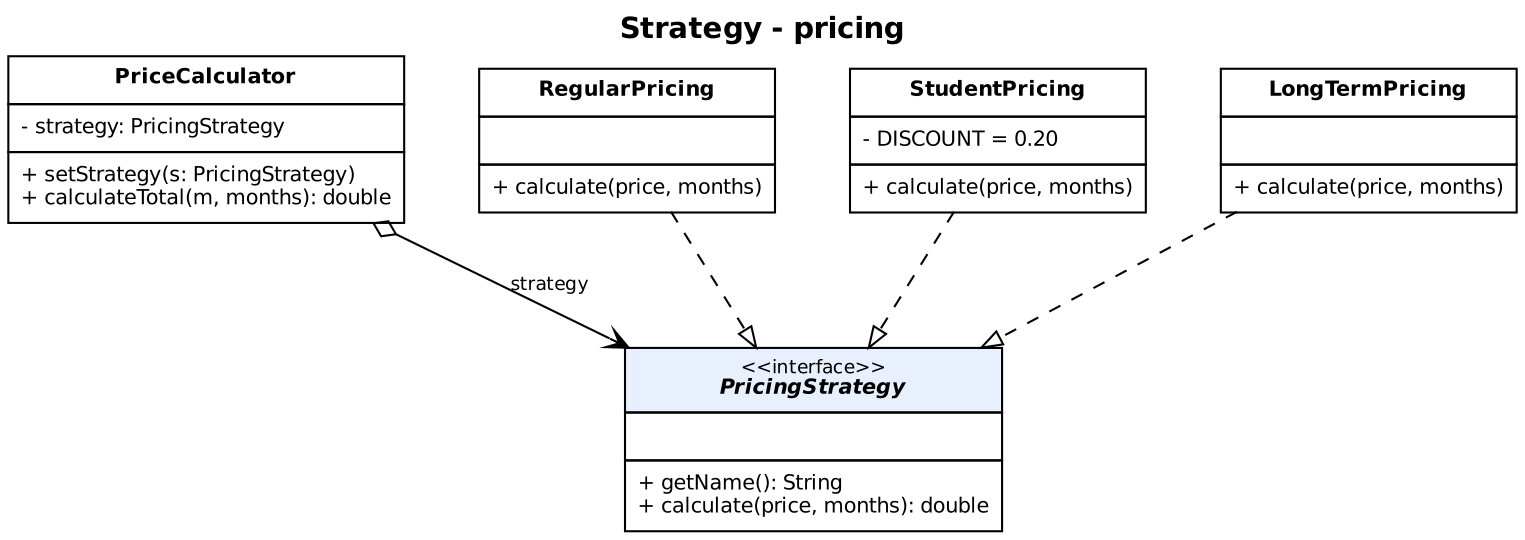 Strategy - pricing
PriceCalculator
- strategy: PricingStrategy
+ setStrategy(s: PricingStrategy)
+ calculateTotal(m, months): double
RegularPricing
+ calculate(price, months)
StudentPricing
- DISCOUNT = 0.20
+ calculate(price, months)
LongTermPricing
+ calculate(price, months)
strategy
<<interface>>
PricingStrategy
+ getName(): String
+ calculate(price, months): double